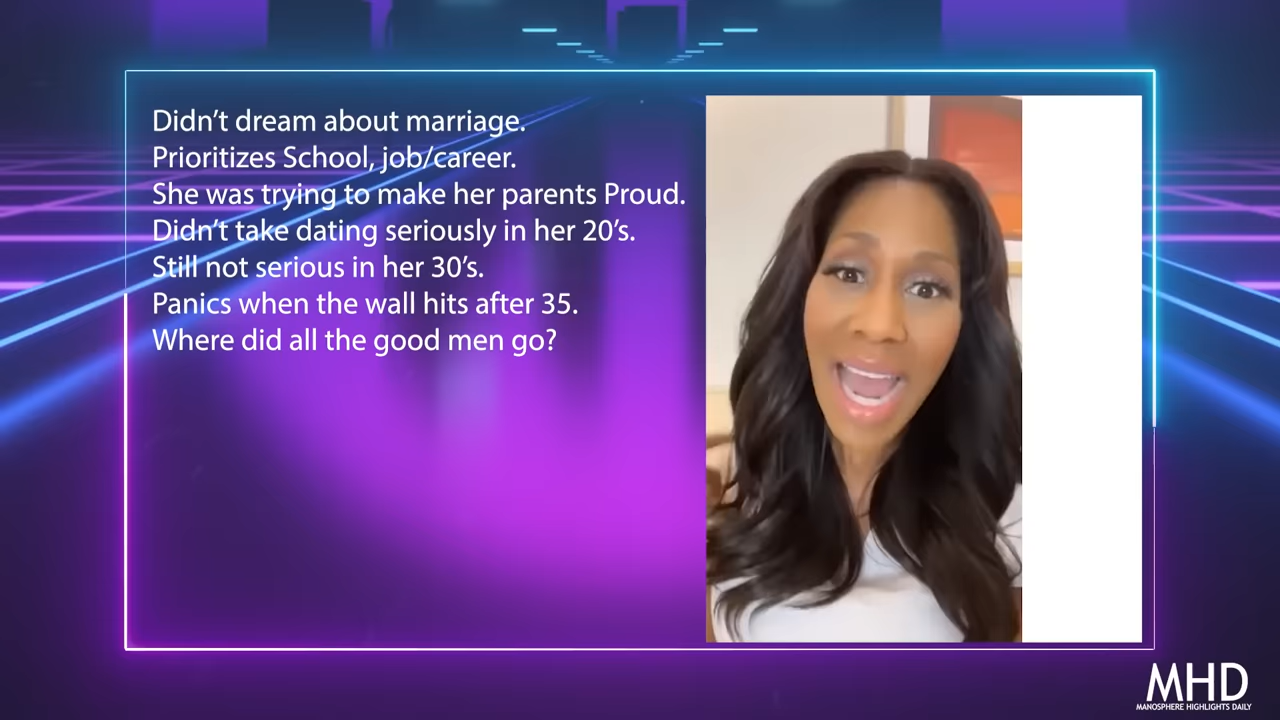 Didn’t dream about marriage.
Prioritizes School, job/career.
She was trying to make her parents Proud.
Didn’t take dating seriously in her 20’s.
Still not serious in her 30’s.
Panics when the wall hits after 35.
Where did all the good men go?
MHD
MANOSPHERE HIGHLIGHTS DAILY